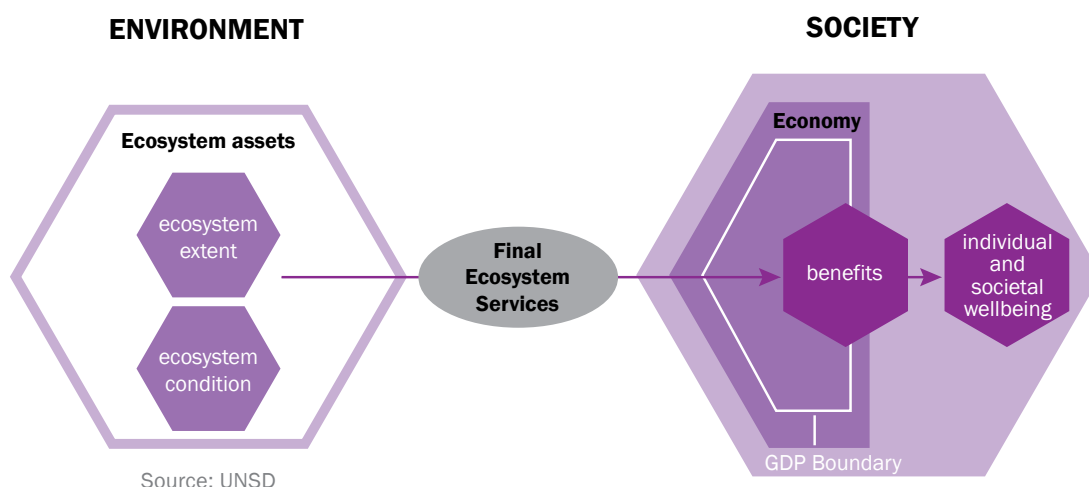 ENVIRONMENT
SOCIETY
Ecosystem assets
ecosystem
extent
ecosystem
condition
Final
Ecosystem
Services
Economy
benefits
individual
and
societal
wellbeing
GDP Boundary
Source: UNSD